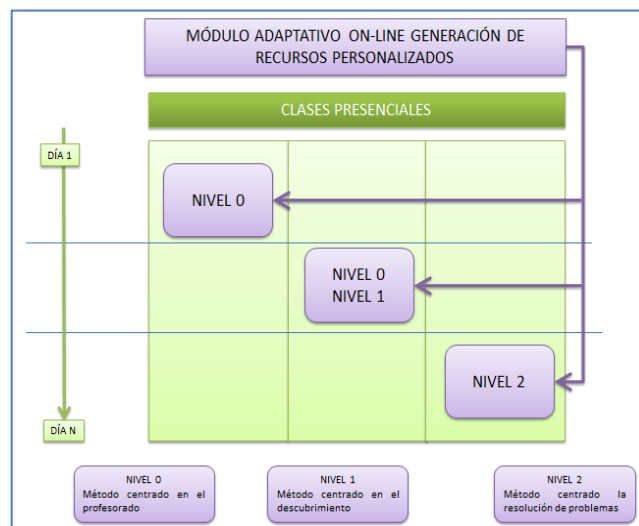 MÓDULO ADAPTATIVO ON-LINE GENERACIÓN DE
RECURSOS PERSONALIZADOS
CLASES PRESENCIALES
DÍA 1
NIVEL 0
NIVEL 0
NIVEL 1
NIVEL 2
DÍA N
NIVEL 0
Método centrado en el
profesorado
NIVEL 1
Método centrado en el
descubrimiento
NIVEL 2
Método centrado la
resolución de problemas